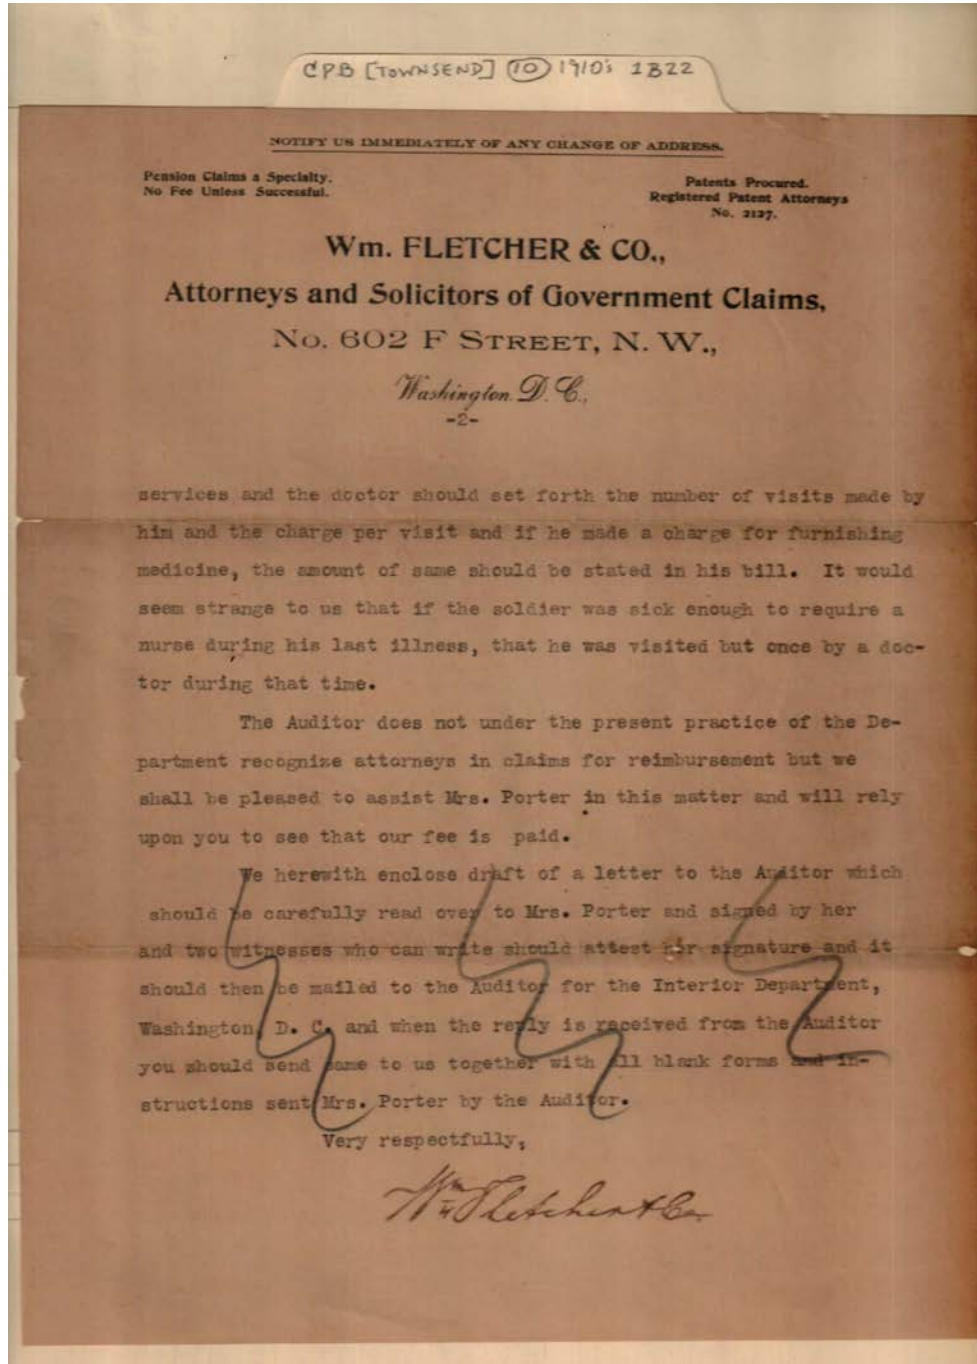 CPB [TOWNSEND] 10 1910's 1B22
NOTIFY US IMMEDIATELY OF ANY CHANGE OF ADDRESS.
Pension Claims a Specialty.
No Fee Unless Successful.
Patents Procured.
Registered Patent Attorneys
No. 2127.
Wm. FLETCHER & CO.,
Attorneys and Solicitors of Government Claims,
No. 602 F STREET, N. W.,
Washington. D. C.,
-2-
services and the doctor should set forth the number of visits made by
him and the charge per visit and if he made a charge for furnishing
medicine, the amount of same should be stated in his bill. It would
seem strange to us that if the soldier was sick enough to require a
nurse during his last illness, that he was visited but once by a doc-
tor during that time.
The Auditor does not under the present practice of the De-
partment recognize attorneys in claims for reimbursement but we
shall be pleased to assist Mrs. Porter in this matter and will rely
upon you to see that our fee is paid.
We herewith enclose draft of a letter to the Auditor which
should be carefully read over to Mrs. Porter and signed by her
and two witnesses who can write should attest her signature and it
should then be mailed to the Auditor for the Interior Department,
Washington, D. C. and when the reply is received from the Auditor
you should send same to us together with all blank forms and in-
structions sent Mrs. Porter by the Auditor.
Very respectfully,
Wm Fletcher & Co.